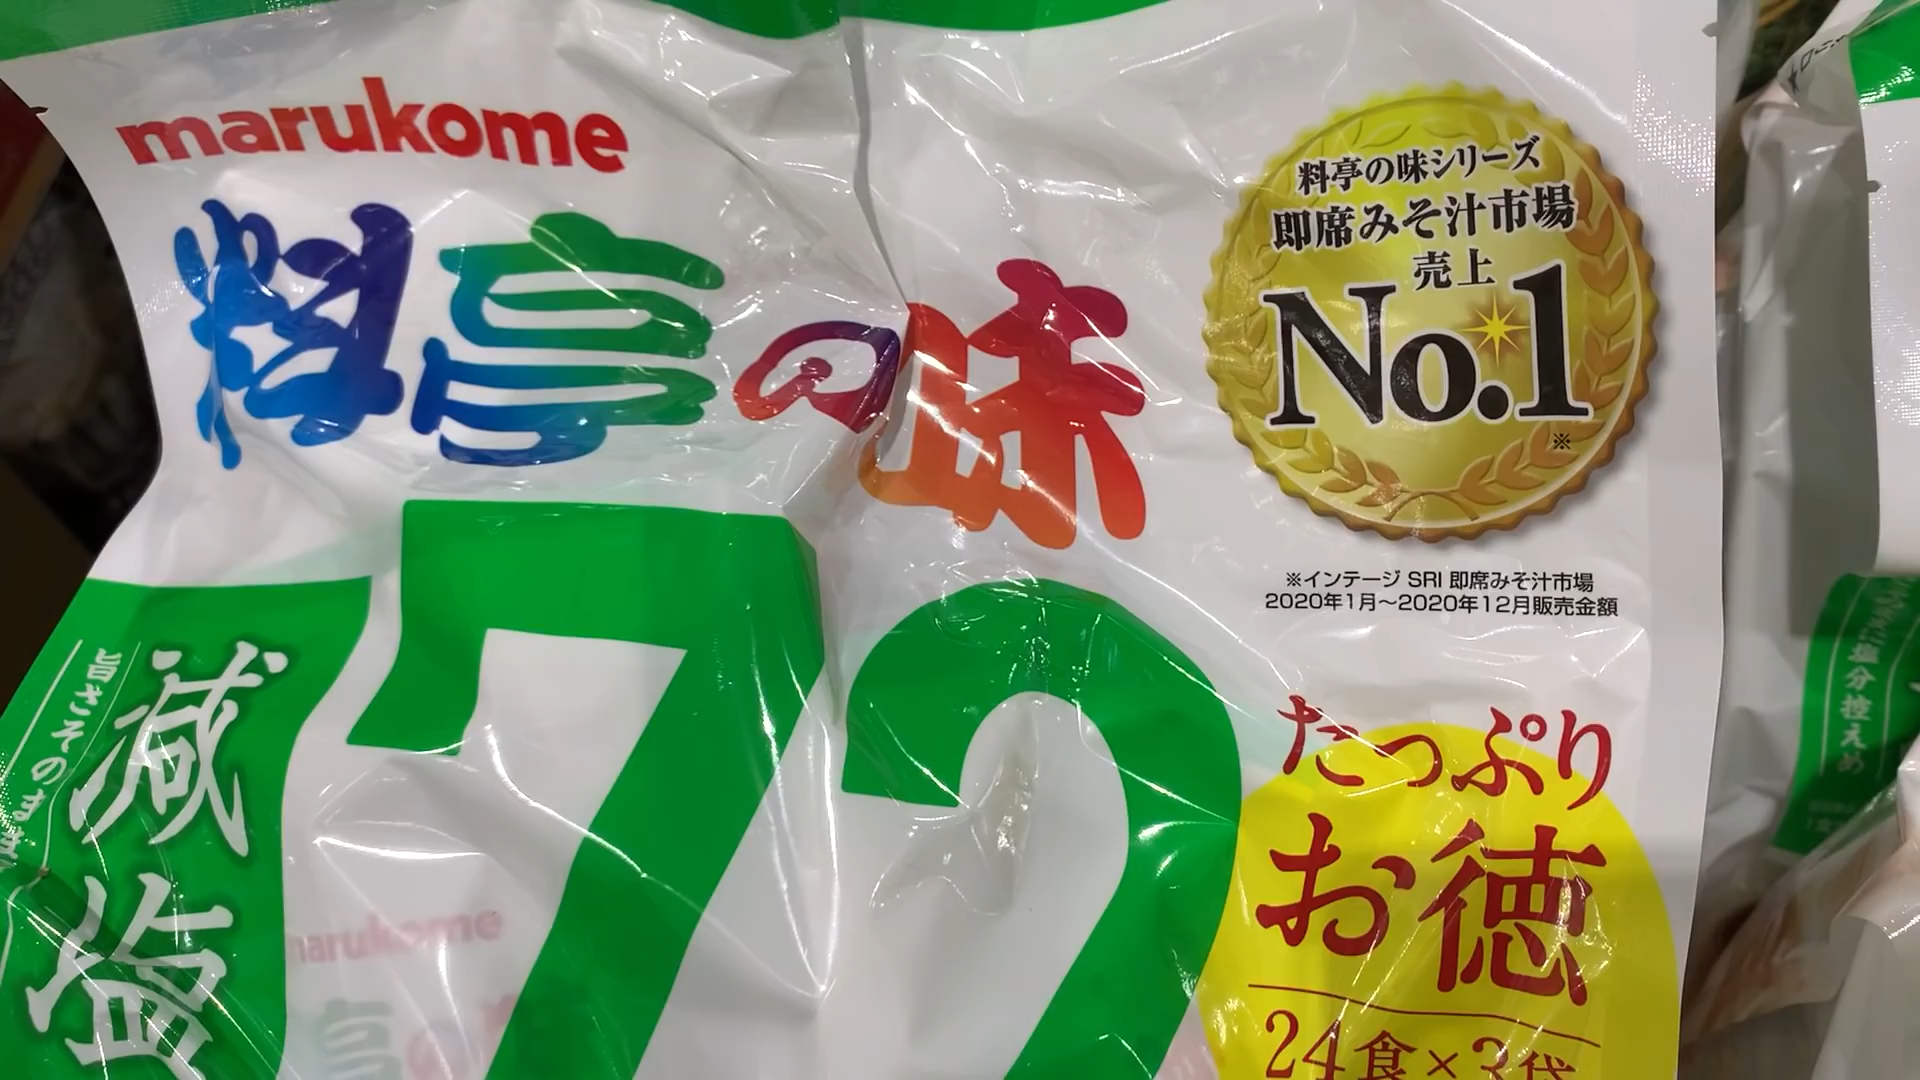 marukome
料亭の味
料亭の味シリーズ
即席みそ汁市場
売上
No.1
※
※インテージ SRI 即席みそ汁市場
2020年1月～2020年12月販売金額
72
減塩
旨さそのまま
たっぷり
お徳
24食×3袋
marukome
塩分控えめ